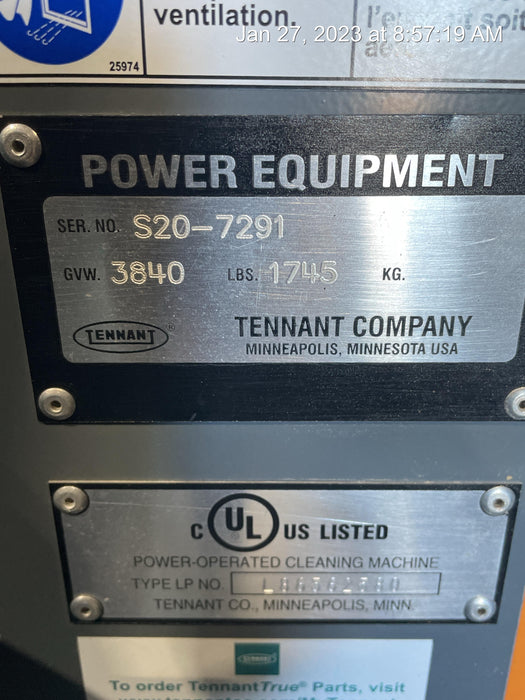 ventilation.
l'e
soit
Jan 27, 2023 at 8:57:19 AM
25974
POWER EQUIPMENT
SER. NO. S20-7291
GVW. 3840 LBS. 1745 KG.
TENNANT® TENNANT COMPANY
MINNEAPOLIS, MINNESOTA USA
C UL US LISTED
POWER-OPERATED CLEANING MACHINE
TYPE LP NO.
TENNANT CO., MINNEAPOLIS, MINN.
TENNANT
To order TennantTrue® Parts, visit